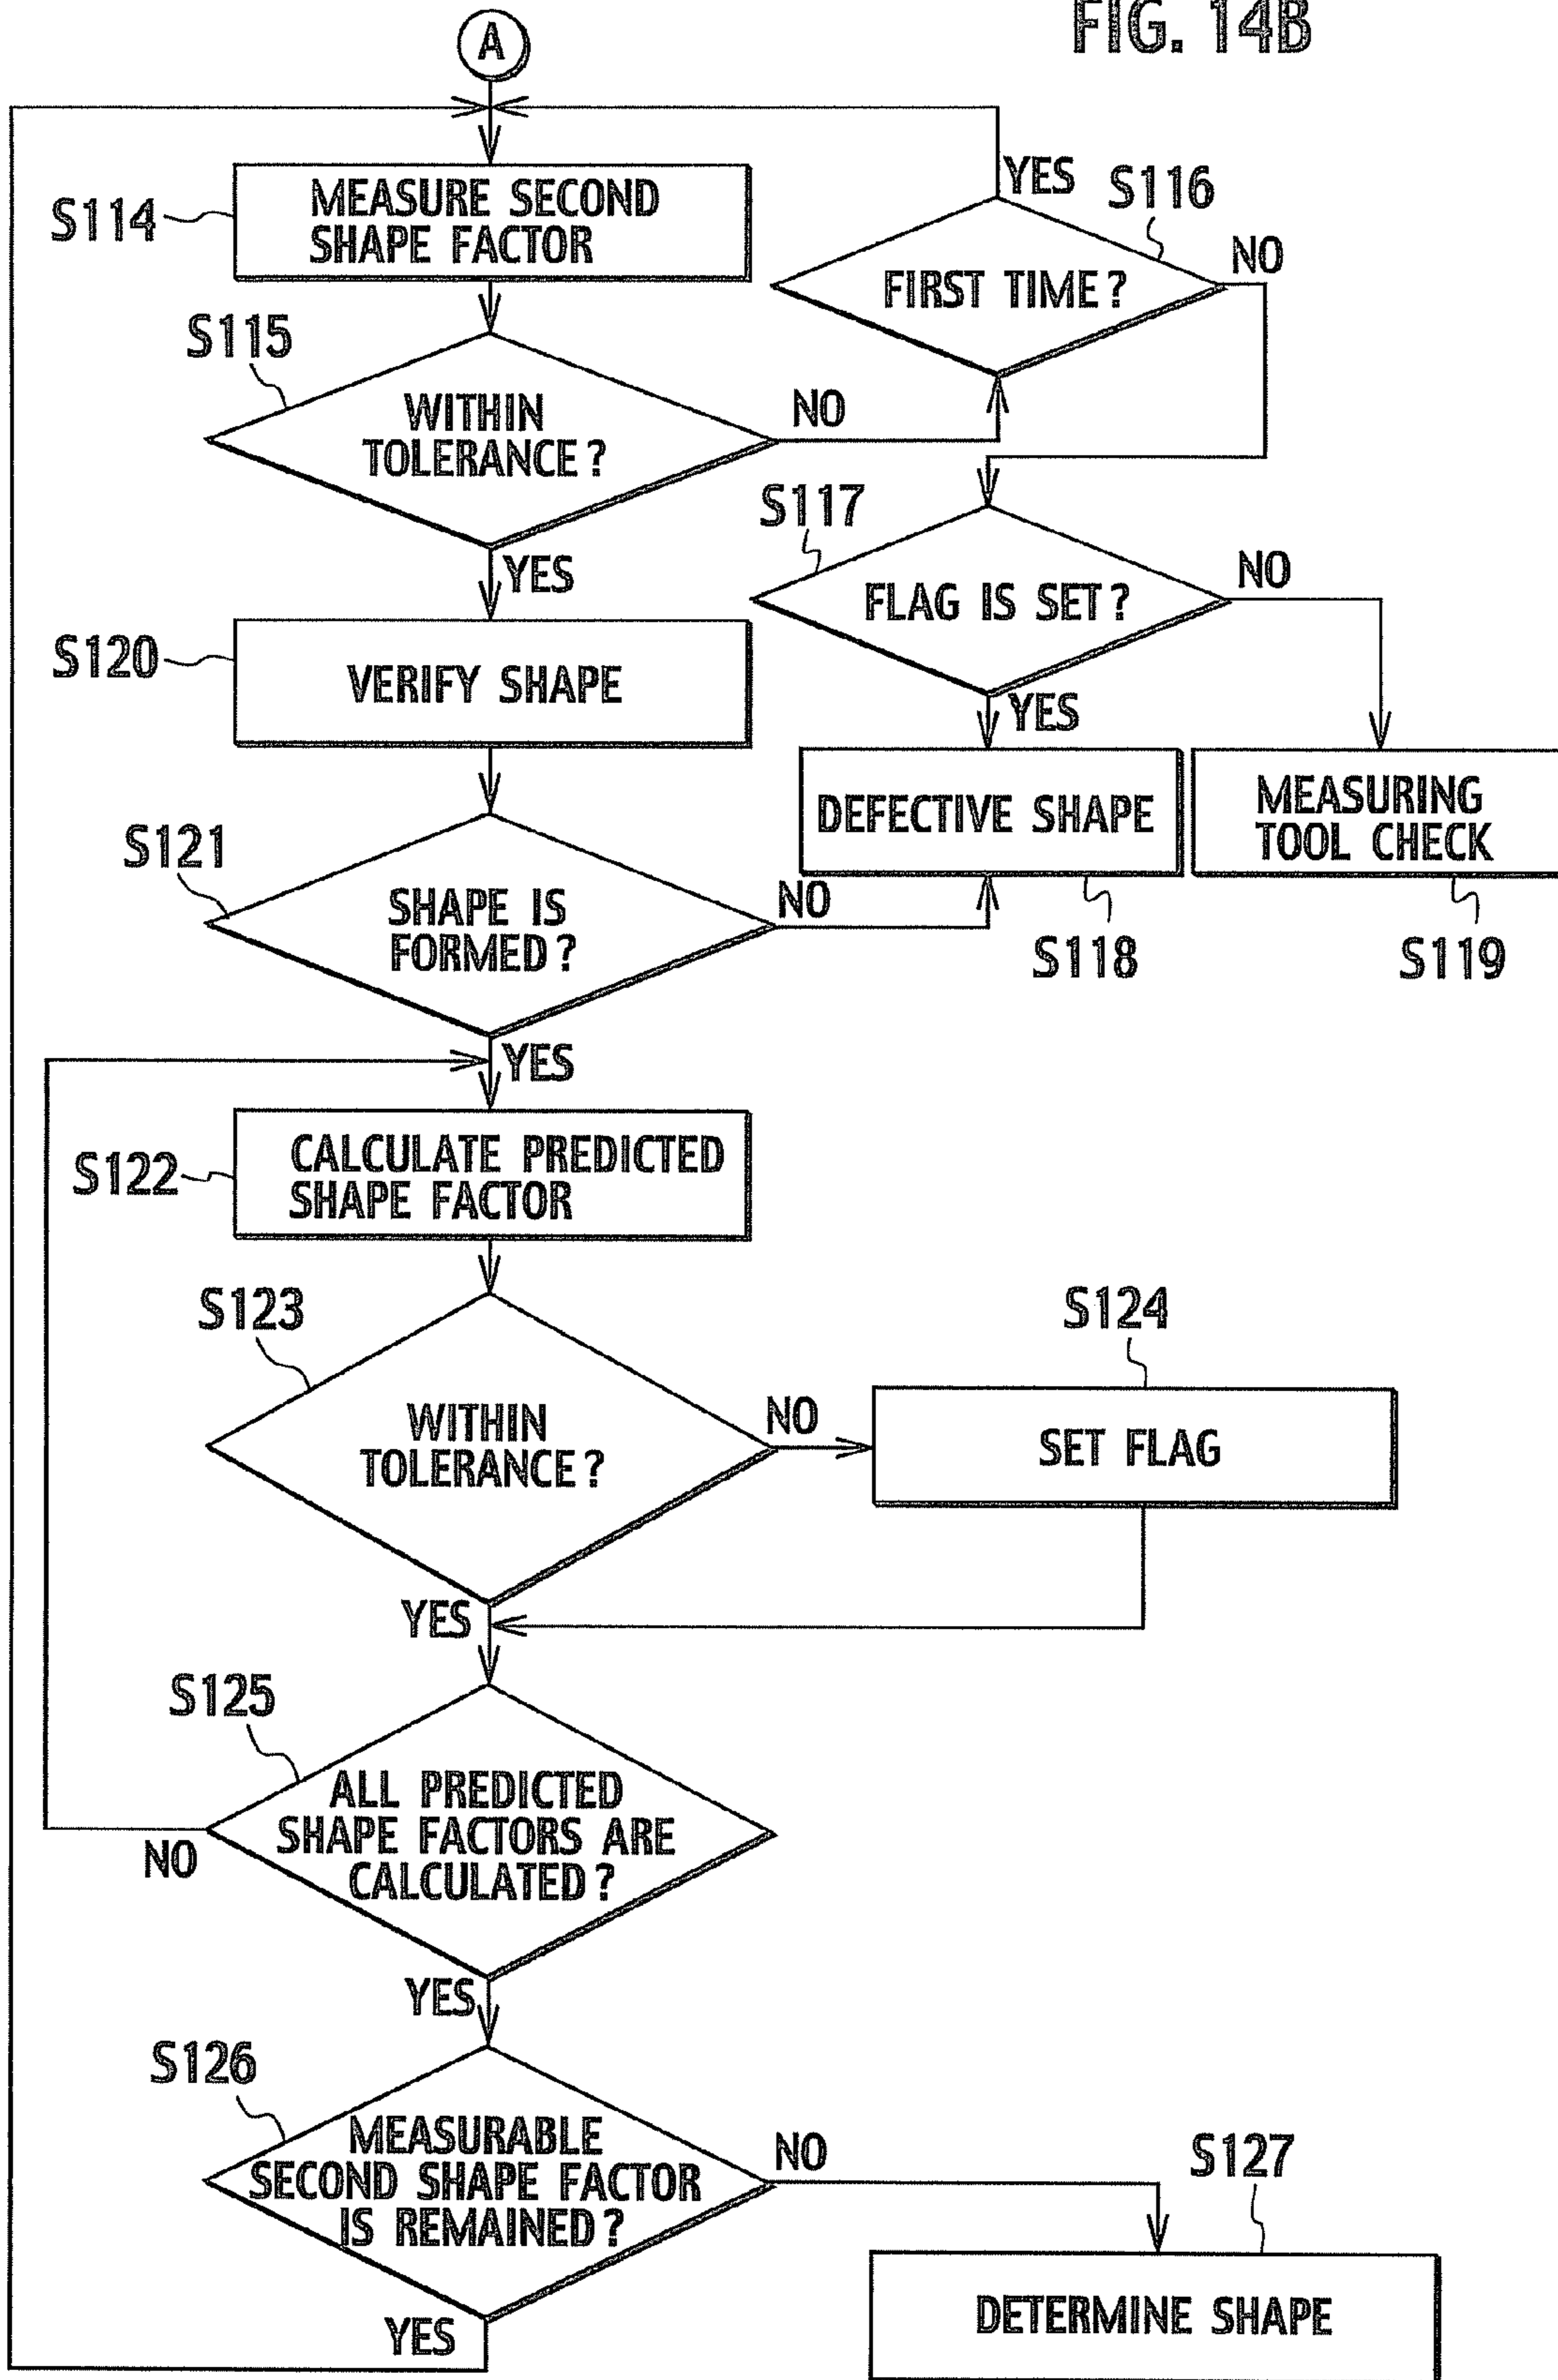 FIG. 14B
A
S114
MEASURE SECOND
SHAPE FACTOR
YES
S116
FIRST TIME?
NO
S115
WITHIN
TOLERANCE?
NO
YES
S117
FLAG IS SET?
NO
YES
S120
VERIFY SHAPE
DEFECTIVE SHAPE
S118
MEASURING
TOOL CHECK
S119
S121
SHAPE IS
FORMED?
NO
YES
S122
CALCULATE PREDICTED
SHAPE FACTOR
S123
WITHIN
TOLERANCE?
NO
S124
SET FLAG
YES
S125
ALL PREDICTED
SHAPE FACTORS ARE
CALCULATED?
NO
YES
S126
MEASURABLE
SECOND SHAPE FACTOR
IS REMAINED?
NO
S127
DETERMINE SHAPE
YES